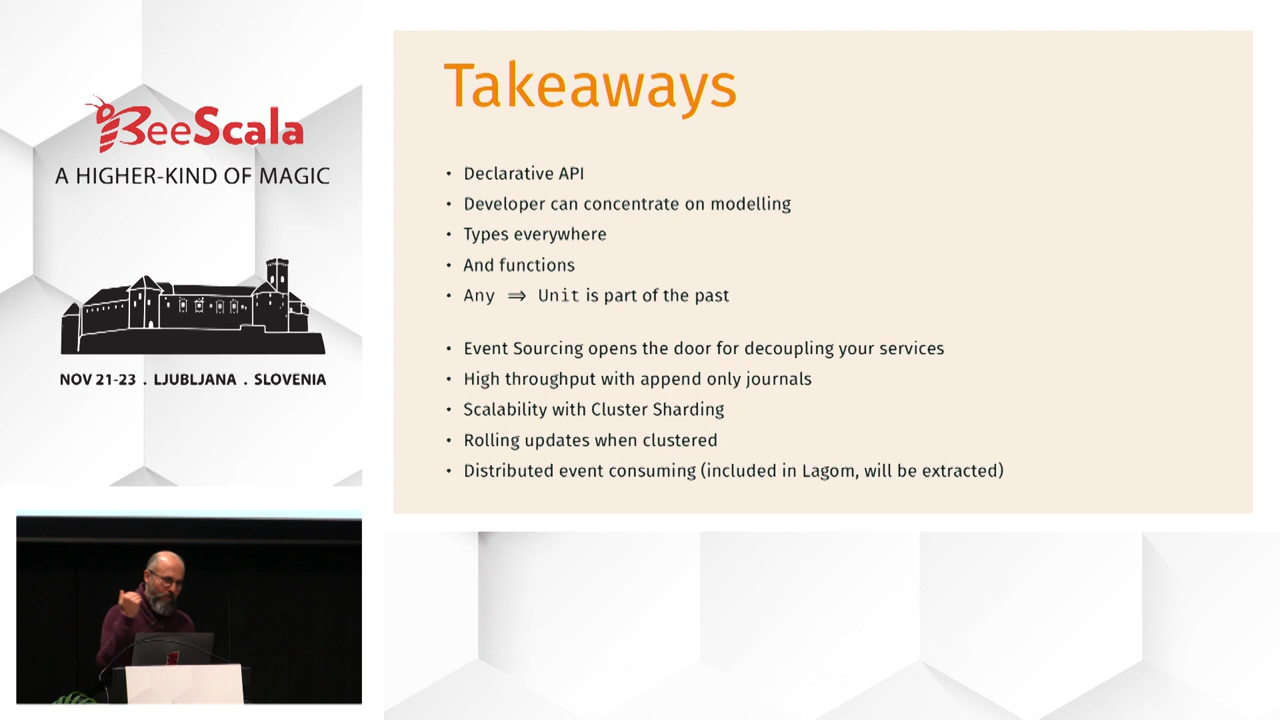 BeeScala
A HIGHER-KIND OF MAGIC
NOV 21-23 . LJUBLJANA . SLOVENIA
Takeaways
• Declarative API
• Developer can concentrate on modelling
• Types everywhere
• And functions
• Any ⇒ Unit is part of the past
• Event Sourcing opens the door for decoupling your services
• High throughput with append only journals
• Scalability with Cluster Sharding
• Rolling updates when clustered
• Distributed event consuming (included in Lagom, will be extracted)